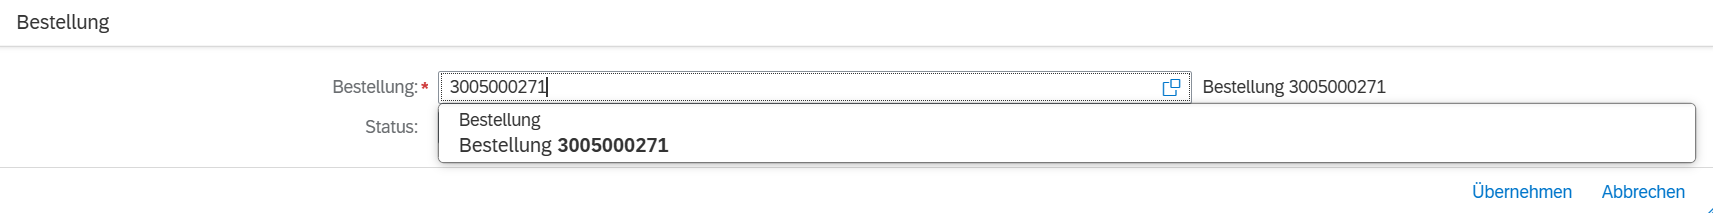 Bestellung
Bestellung:* 3005000271 Bestellung 3005000271
Status:
Bestellung
Bestellung 3005000271
Übernehmen Abbrechen